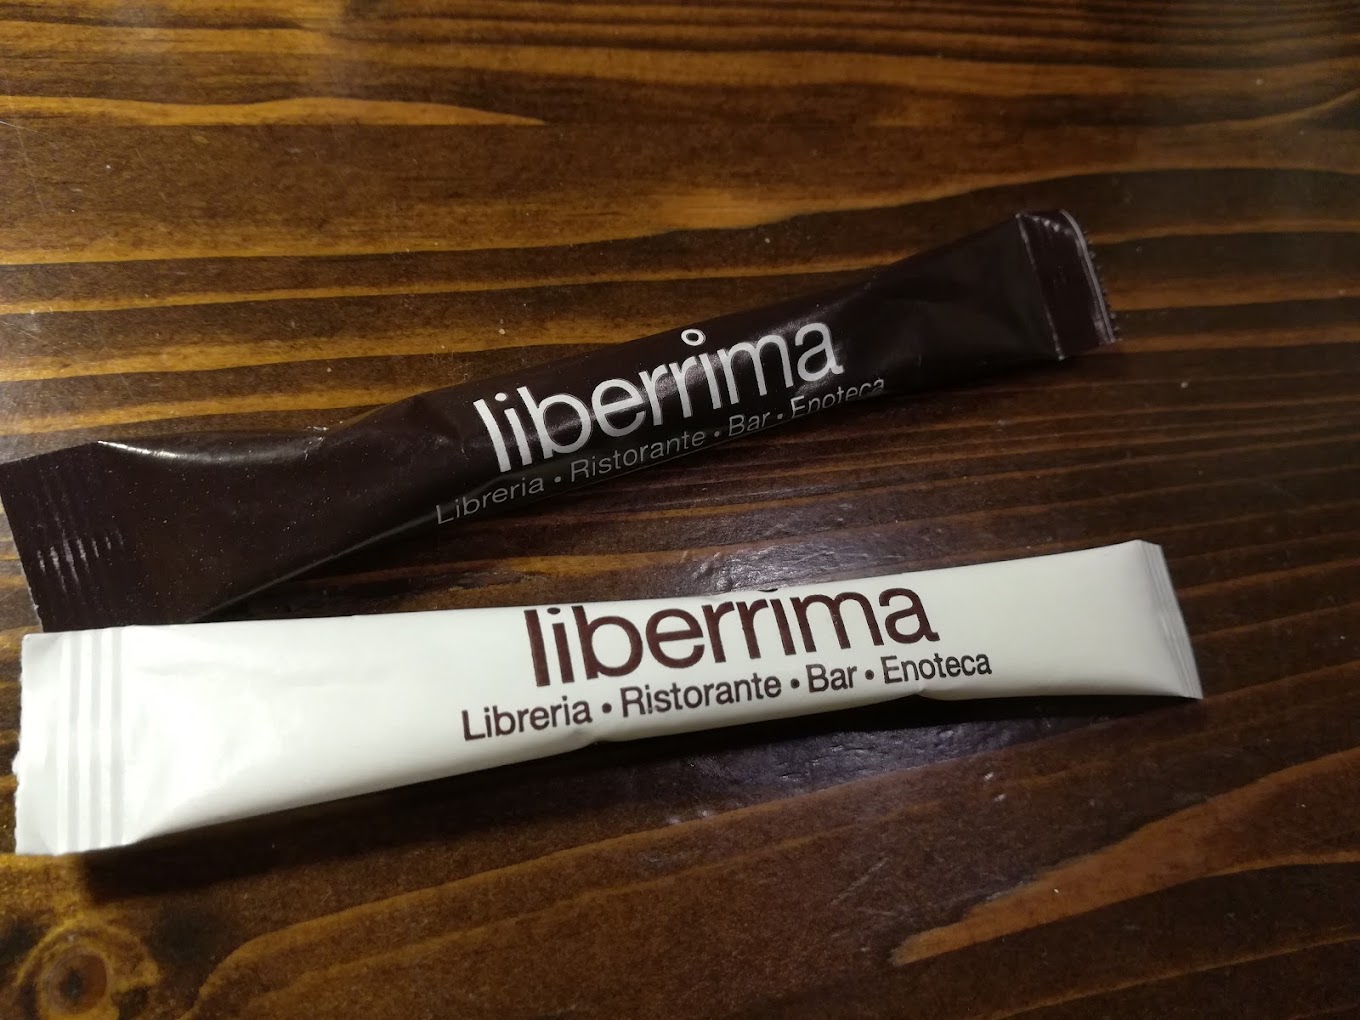 liberrima
Libreria • Ristorante • Bar • Enoteca
liberrima
Libreria • Ristorante • Bar • Enoteca